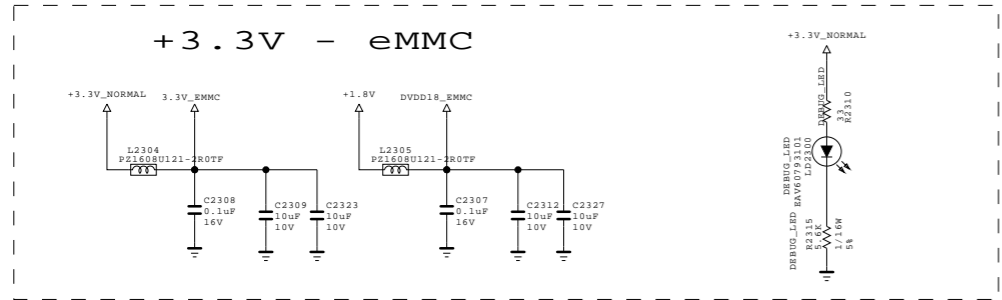 +3.3V - eMMC
+3.3V_NORMAL
3.3V_EMMC
L2304
PZ1608U121-2R0TF
C2308
0.1uF
16V
C2309
10uF
10V
C2323
10uF
10V
+1.8V
DVDD18_EMMC
L2305
PZ1608U121-2R0TF
C2307
0.1uF
16V
C2312
10uF
10V
C2327
10uF
10V
+3.3V_NORMAL
DEBUG_LED
33
R2310
DEBUG_LED
EAV60793101
LD2300
DEBUG_LED
R2315
5.6K
1/16W
5%